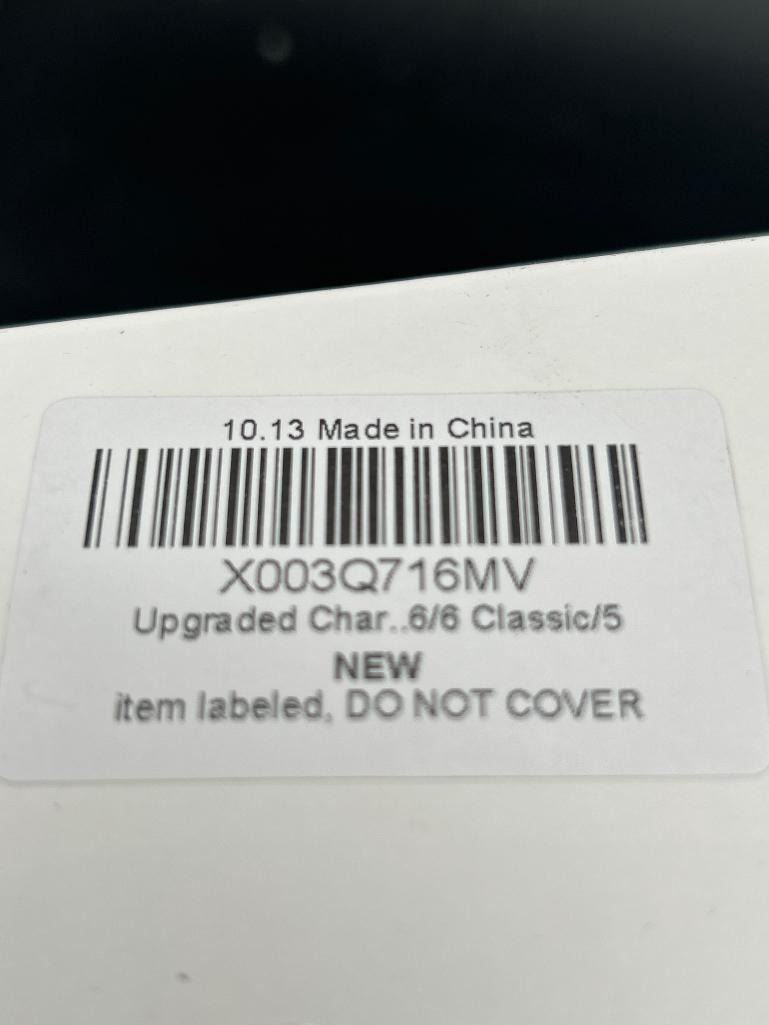 10.13 Made in China
X003Q716MV
Upgraded Char..6/6 Classic/5
NEW
item labeled, DO NOT COVER